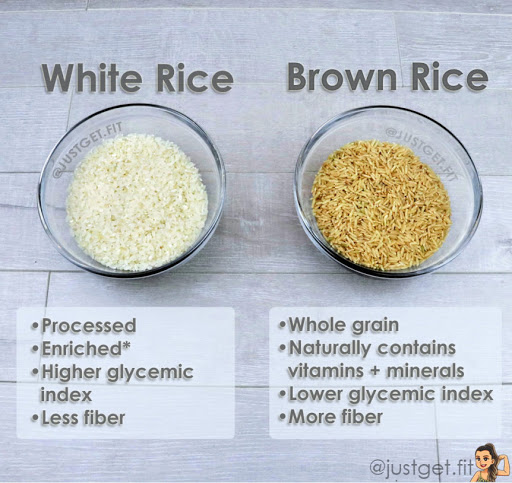 White Rice
Brown Rice
@JUSTGET.FIT
@JUSTGET.FIT
•Processed
•Enriched*
•Higher glycemic
index
•Less fiber
•Whole grain
•Naturally contains
vitamins + minerals
•Lower glycemic index
•More fiber
@justget.fit